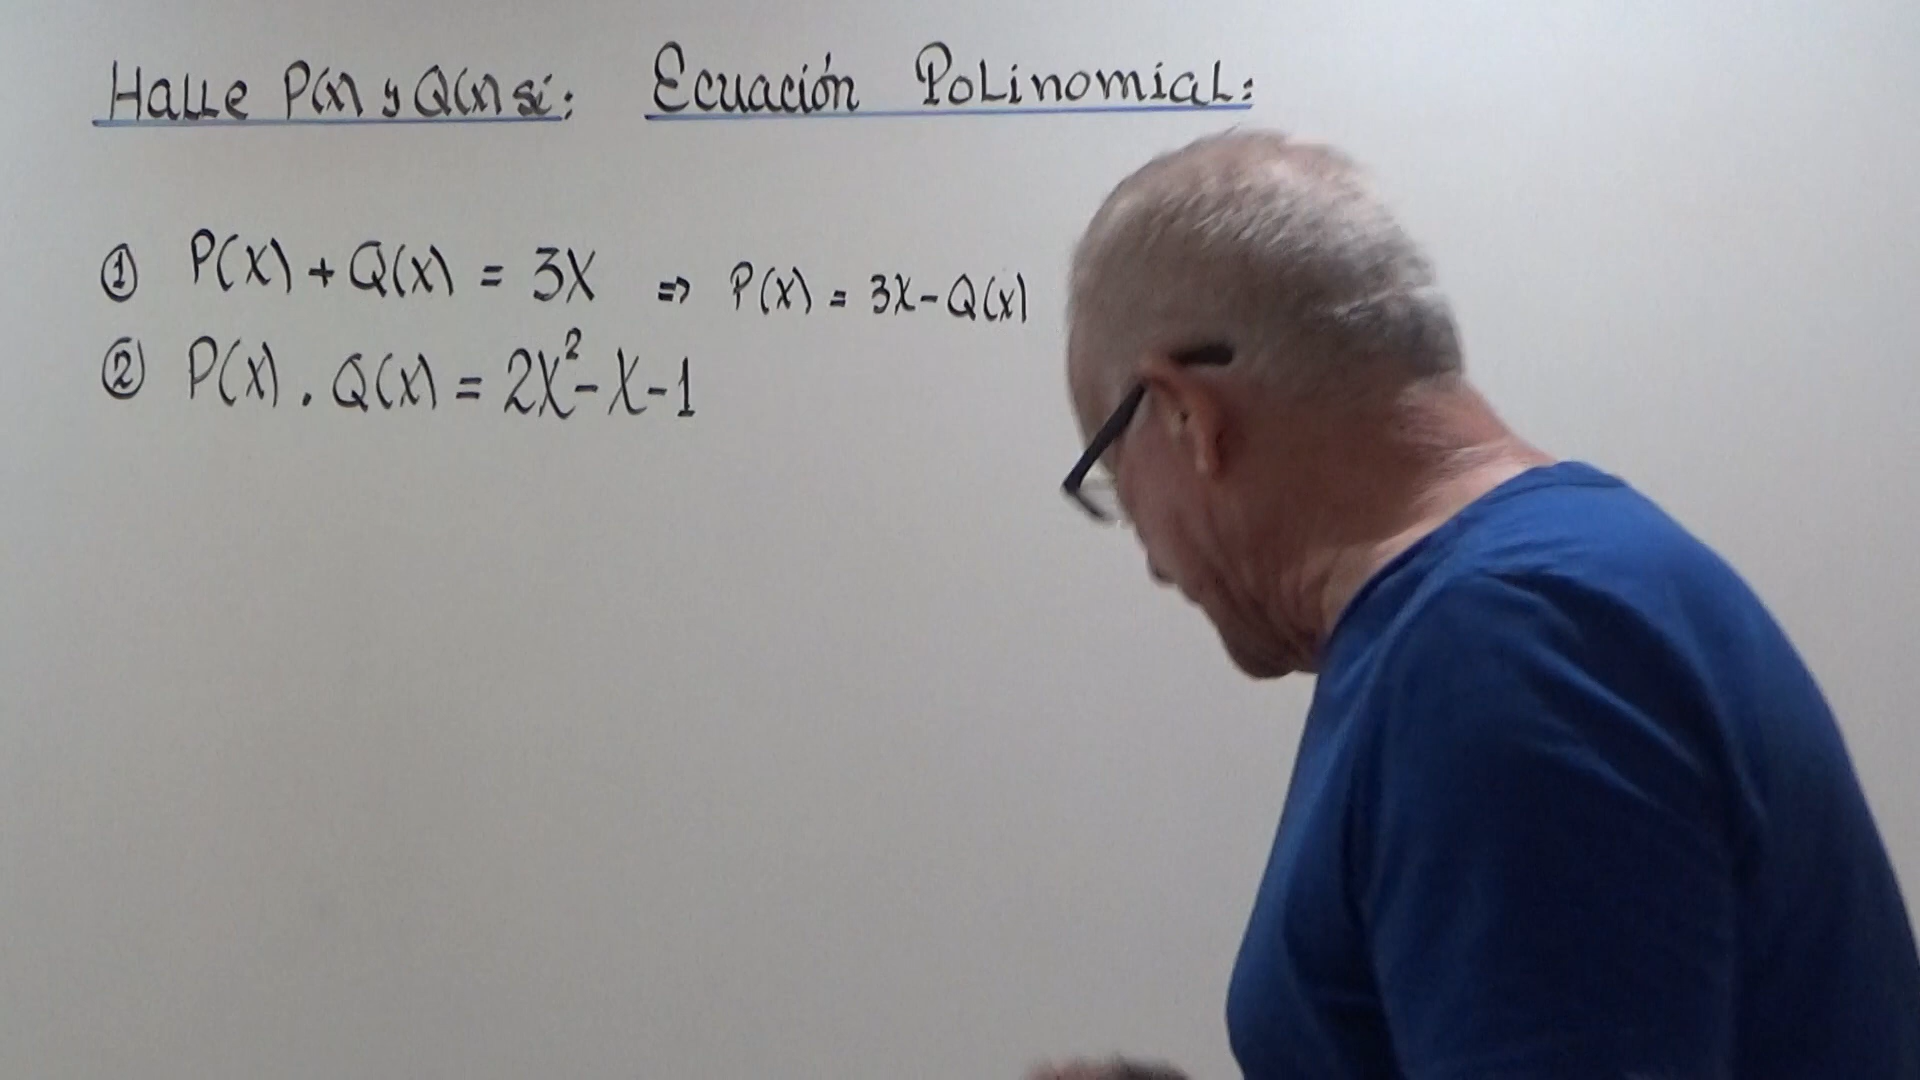 Halle P(x) y Q(x) si: Ecuación Polinomial:
① P(x) + Q(x) = 3x ⇒ P(x) = 3x - Q(x)
② P(x) . Q(x) = 2x² - x - 1